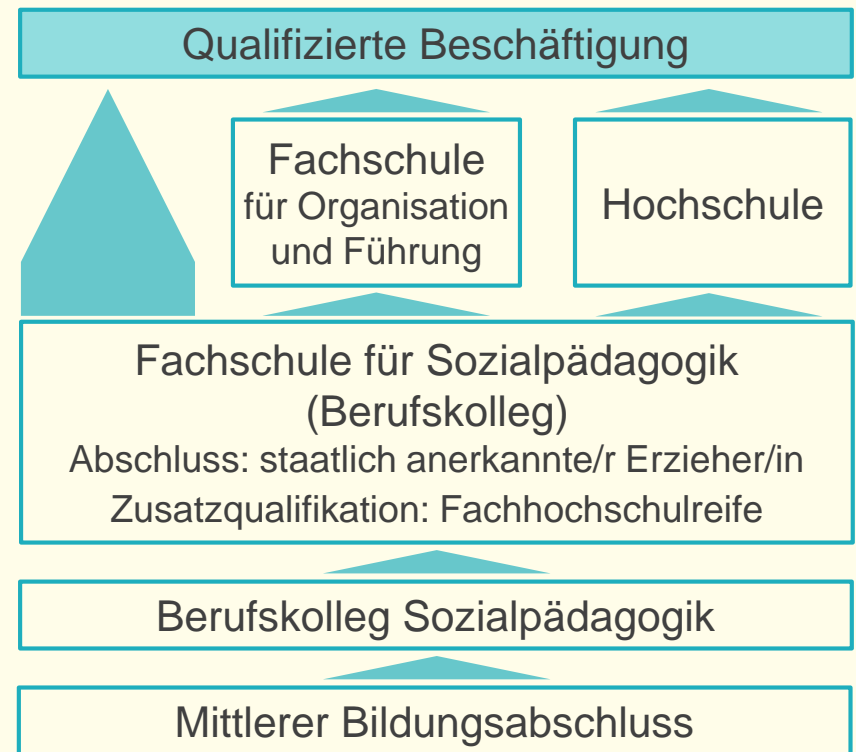 Qualifizierte Beschäftigung
Fachschule
für Organisation
und Führung
Hochschule
Fachschule für Sozialpädagogik
(Berufskolleg)
Abschluss: staatlich anerkannte/r Erzieher/in
Zusatzqualifikation: Fachhochschulreife
Berufskolleg Sozialpädagogik
Mittlerer Bildungsabschluss